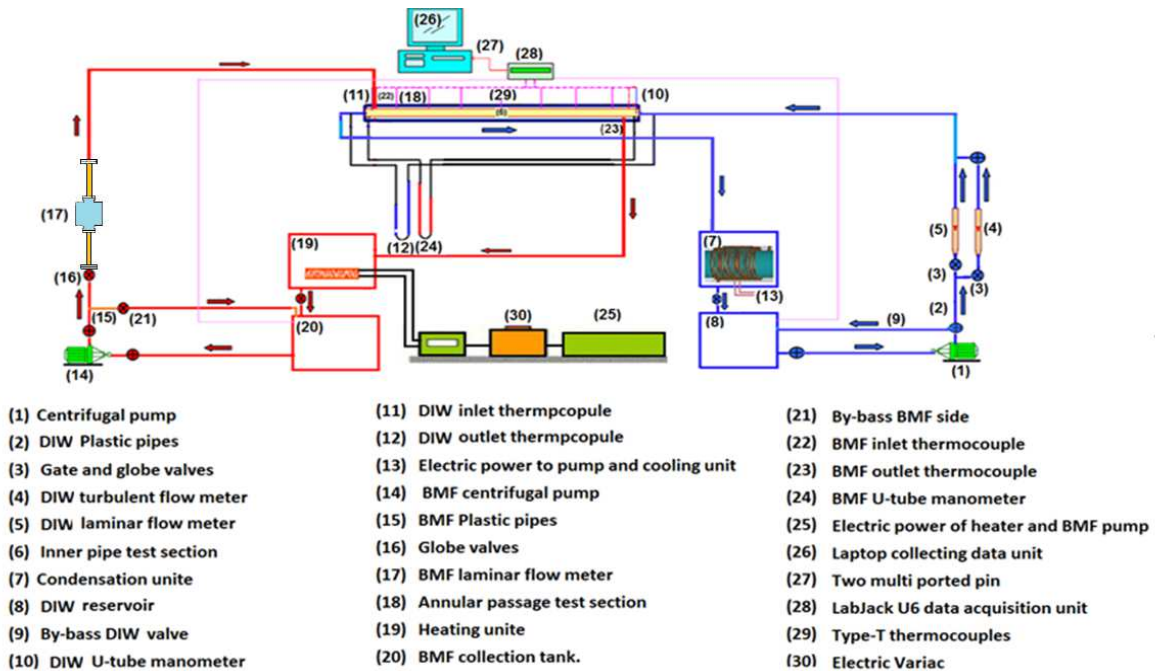 (26)
(27)
(28)
(11)
(22)
(18)
(29)
(10)
(6)
(23)
(17)
(5)
(4)
(19)
(12)
(24)
(7)
(16)
(3)
(3)
(13)
(15)
(21)
(20)
(30)
(25)
(8)
(9)
(2)
(14)
(1)
(1) Centrifugal pump
(2) DIW Plastic pipes
(3) Gate and globe valves
(4) DIW turbulent flow meter
(5) DIW laminar flow meter
(6) Inner pipe test section
(7) Condensation unite
(8) DIW reservoir
(9) By-bass DIW valve
(10) DIW U-tube manometer
(11) DIW inlet thermpcopule
(12) DIW outlet thermpcopule
(13) Electric power to pump and cooling unit
(14) BMF centrifugal pump
(15) BMF Plastic pipes
(16) Globe valves
(17) BMF laminar flow meter
(18) Annular passage test section
(19) Heating unite
(20) BMF collection tank.
(21) By-bass BMF side
(22) BMF inlet thermocouple
(23) BMF outlet thermocouple
(24) BMF U-tube manometer
(25) Electric power of heater and BMF pump
(26) Laptop collecting data unit
(27) Two multi ported pin
(28) LabJack U6 data acquisition unit
(29) Type-T thermocouples
(30) Electric Variac